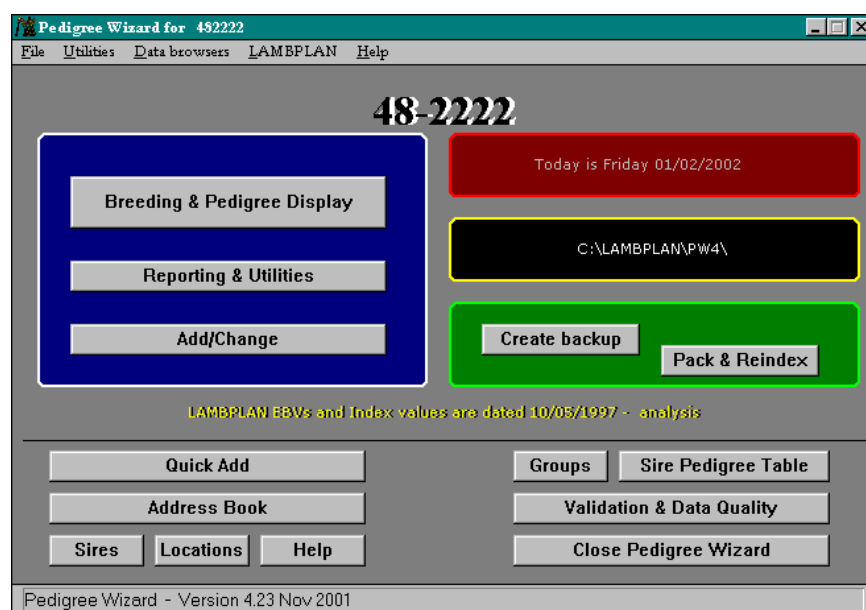 Pedigree Wizard for 482222
File Utilities Data browsers LAMBPLAN Help
48-2222
Breeding & Pedigree Display
Reporting & Utilities
Add/Change
Today is Friday 01/02/2002
C:\LAMBPLAN\PW4\
Create backup
Pack & Reindex
LAMBPLAN EBVs and Index values are dated 10/05/1997 - analysis
Quick Add
Address Book
Sires Locations Help
Groups Sire Pedigree Table
Validation & Data Quality
Close Pedigree Wizard
Pedigree Wizard - Version 4.23 Nov 2001